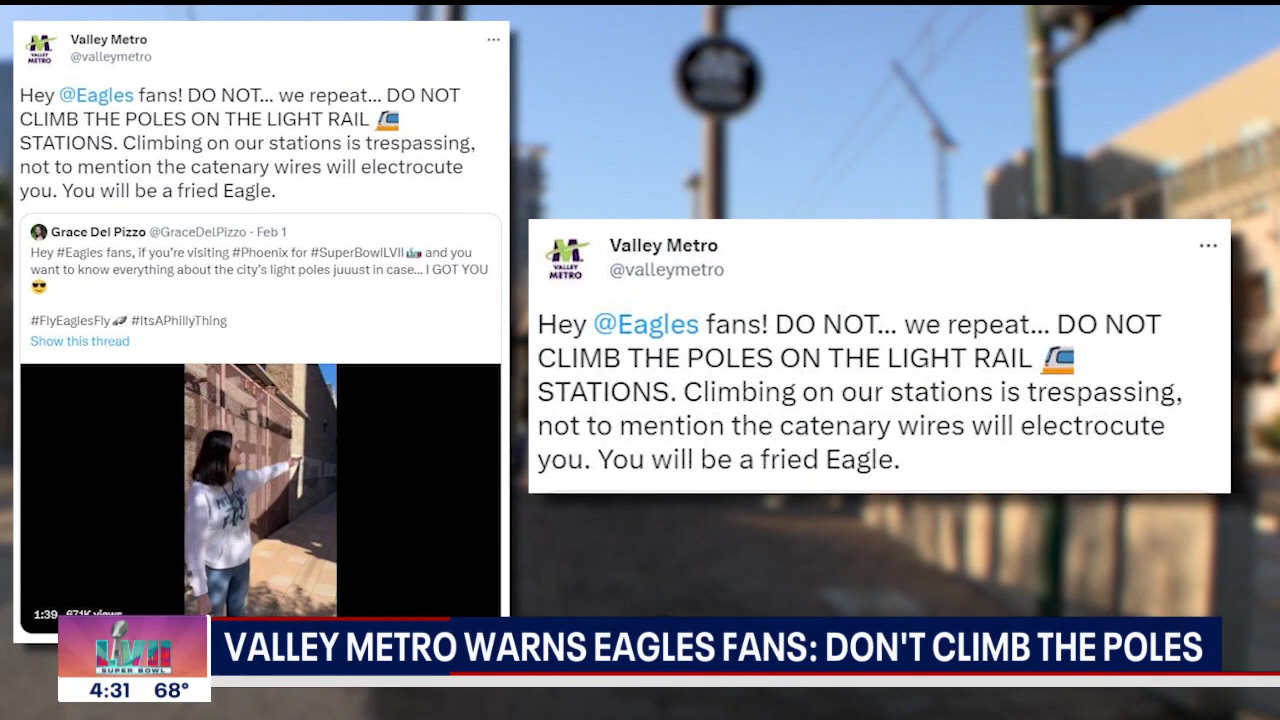 Valley Metro
@valleymetro
...
VALLEY
METRO
Hey @Eagles fans! DO NOT... we repeat... DO NOT
CLIMB THE POLES ON THE LIGHT RAIL 🚈
STATIONS. Climbing on our stations is trespassing,
not to mention the catenary wires will electrocute
you. You will be a fried Eagle.
Grace Del Pizzo @GraceDelPizzo · Feb 1
Hey #Eagles fans, if you're visiting #Phoenix for #SuperBowlLVII and you
want to know everything about the city's light poles juuust in case... I GOT YOU
😎
#FlyEaglesFly #ItsAPhillyThing
Show this thread
1:39 671K views
Valley Metro
@valleymetro
...
VALLEY
METRO
Hey @Eagles fans! DO NOT... we repeat... DO NOT
CLIMB THE POLES ON THE LIGHT RAIL 🚈
STATIONS. Climbing on our stations is trespassing,
not to mention the catenary wires will electrocute
you. You will be a fried Eagle.
LVII
SUPER BOWL
4:31 68°
VALLEY METRO WARNS EAGLES FANS: DON'T CLIMB THE POLES